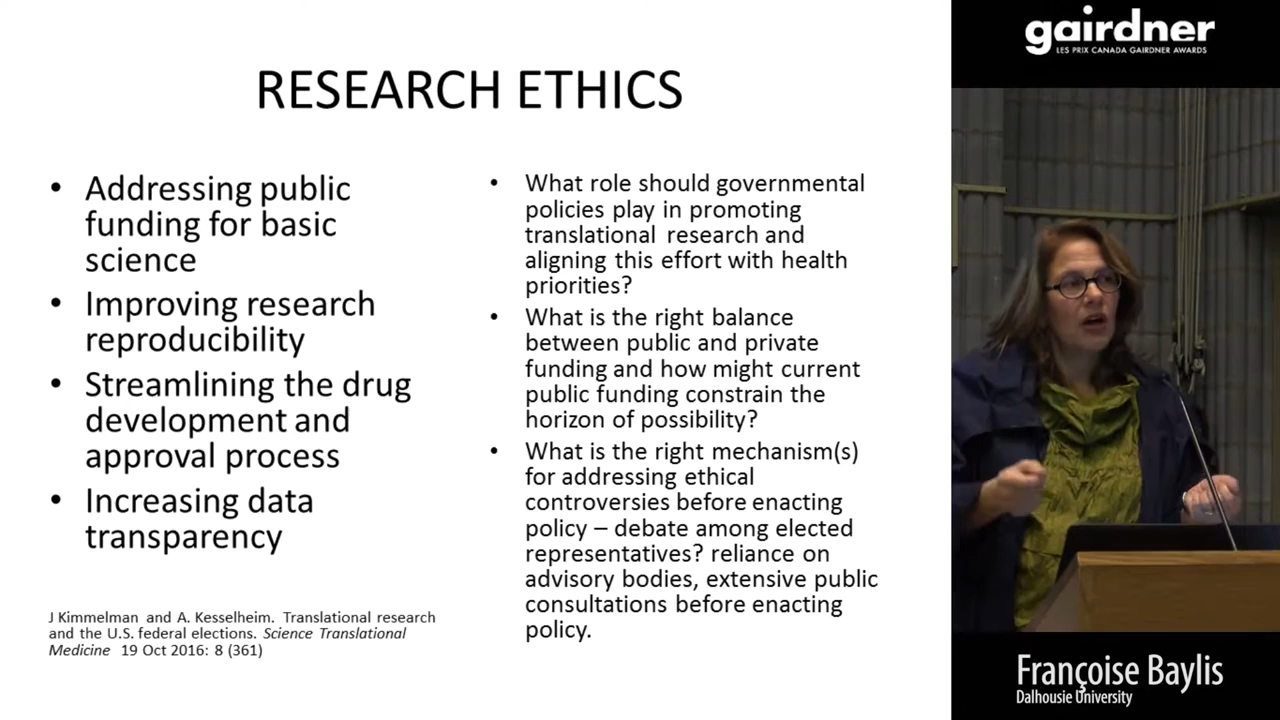 RESEARCH ETHICS
• Addressing public
funding for basic
science
• Improving research
reproducibility
• Streamlining the drug
development and
approval process
• Increasing data
transparency
J Kimmelman and A. Kesselheim. Translational research
and the U.S. federal elections. Science Translational
Medicine 19 Oct 2016: 8 (361)
• What role should governmental
policies play in promoting
translational research and
aligning this effort with health
priorities?
• What is the right balance
between public and private
funding and how might current
public funding constrain the
horizon of possibility?
• What is the right mechanism(s)
for addressing ethical
controversies before enacting
policy – debate among elected
representatives? reliance on
advisory bodies, extensive public
consultations before enacting
policy.
gairdner
LES PRIX CANADA GAIRDNER AWARDS
Françoise Baylis
Dalhousie University